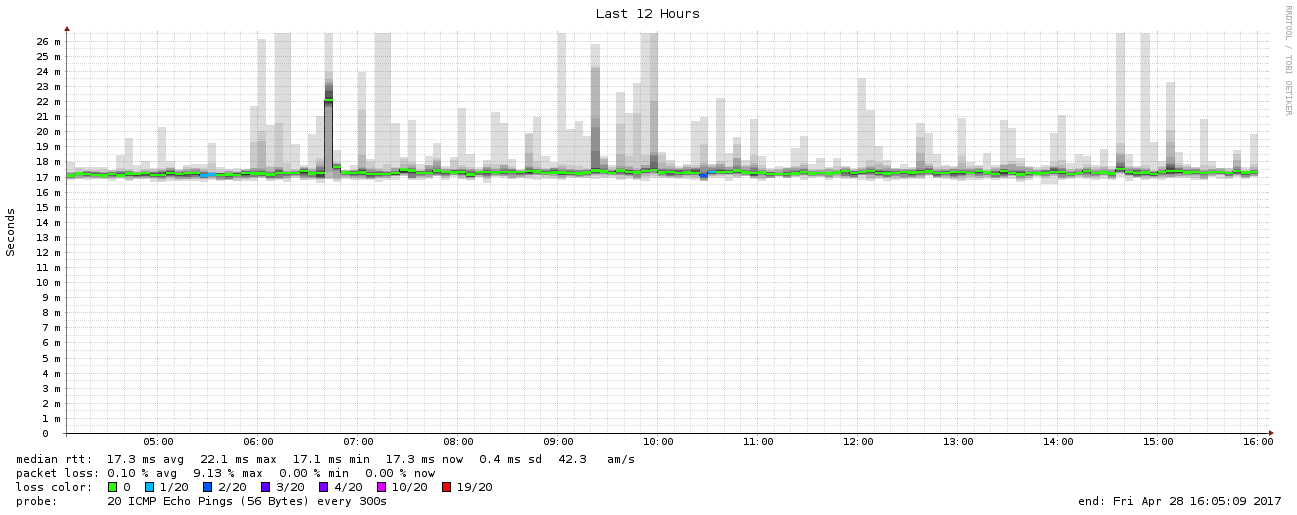 Last 12 Hours
RRDTOOL / TOBI OETIKER
Seconds
26 m
25 m
24 m
23 m
22 m
21 m
20 m
19 m
18 m
17 m
16 m
15 m
14 m
13 m
12 m
11 m
10 m
9 m
8 m
7 m
6 m
5 m
4 m
3 m
2 m
1 m
0
05:00 06:00 07:00 08:00 09:00 10:00 11:00 12:00 13:00 14:00 15:00 16:00
median rtt: 17.3 ms avg 22.1 ms max 17.1 ms min 17.3 ms now 0.4 ms sd 42.3 am/s
packet loss: 0.10 % avg 9.13 % max 0.00 % min 0.00 % now
loss color: 0 1/20 2/20 3/20 4/20 10/20 19/20
probe: 20 ICMP Echo Pings (56 Bytes) every 300s end: Fri Apr 28 16:05:09 2017